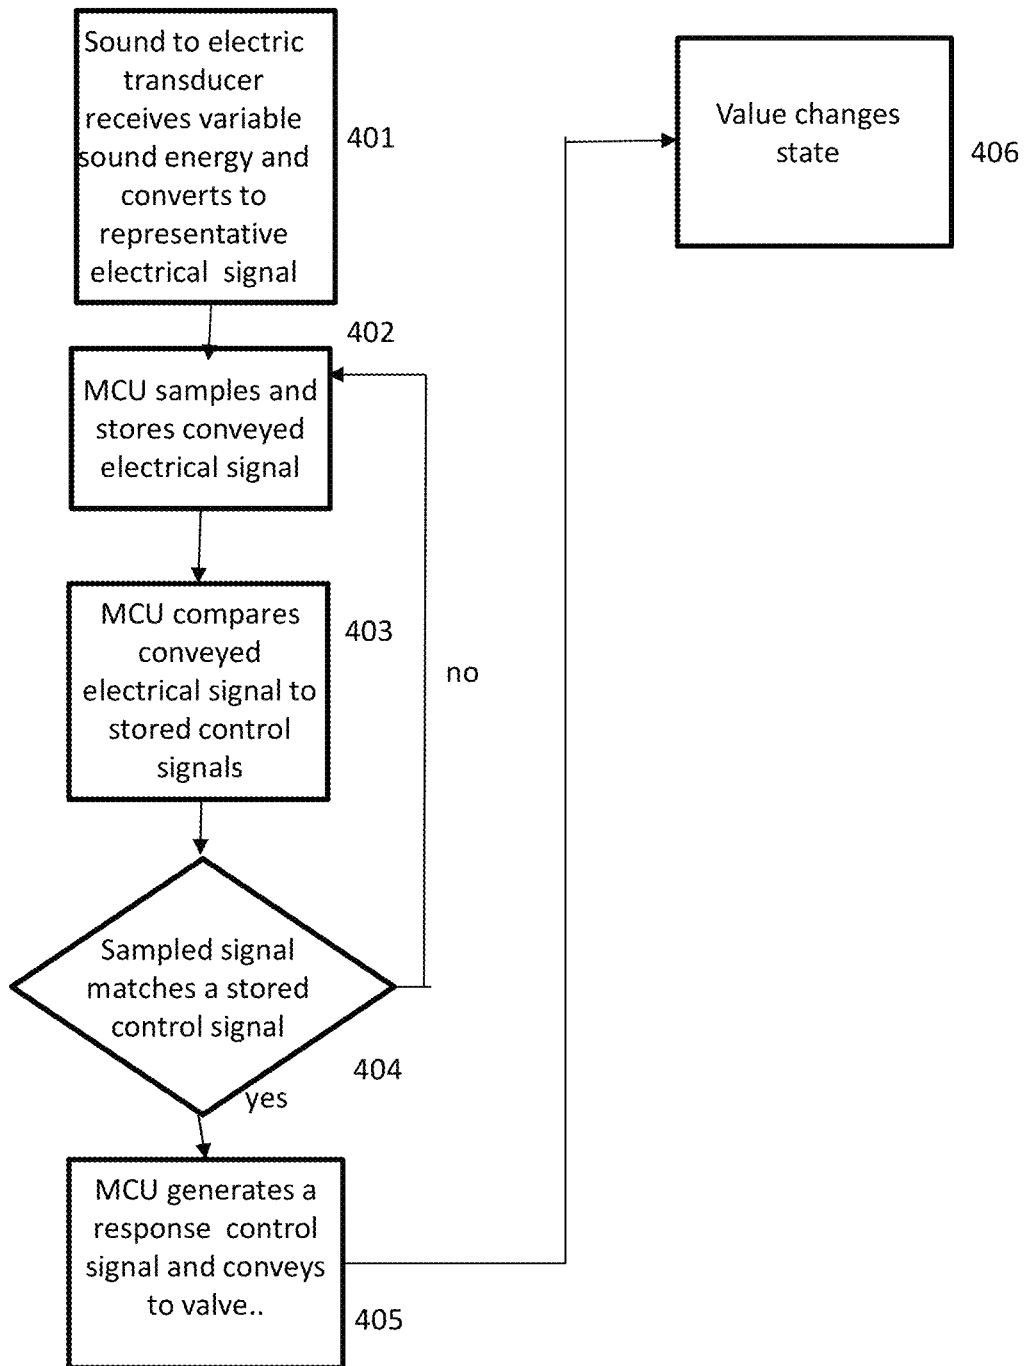 Sound to electric
transducer
receives variable
sound energy and
converts to
representative
electrical signal
401
402
MCU samples and
stores conveyed
electrical signal
MCU compares
conveyed
electrical signal to
stored control
signals
403
no
Sampled signal
matches a stored
control signal
404
yes
MCU generates a
response control
signal and conveys
to valve..
405
Value changes
state
406